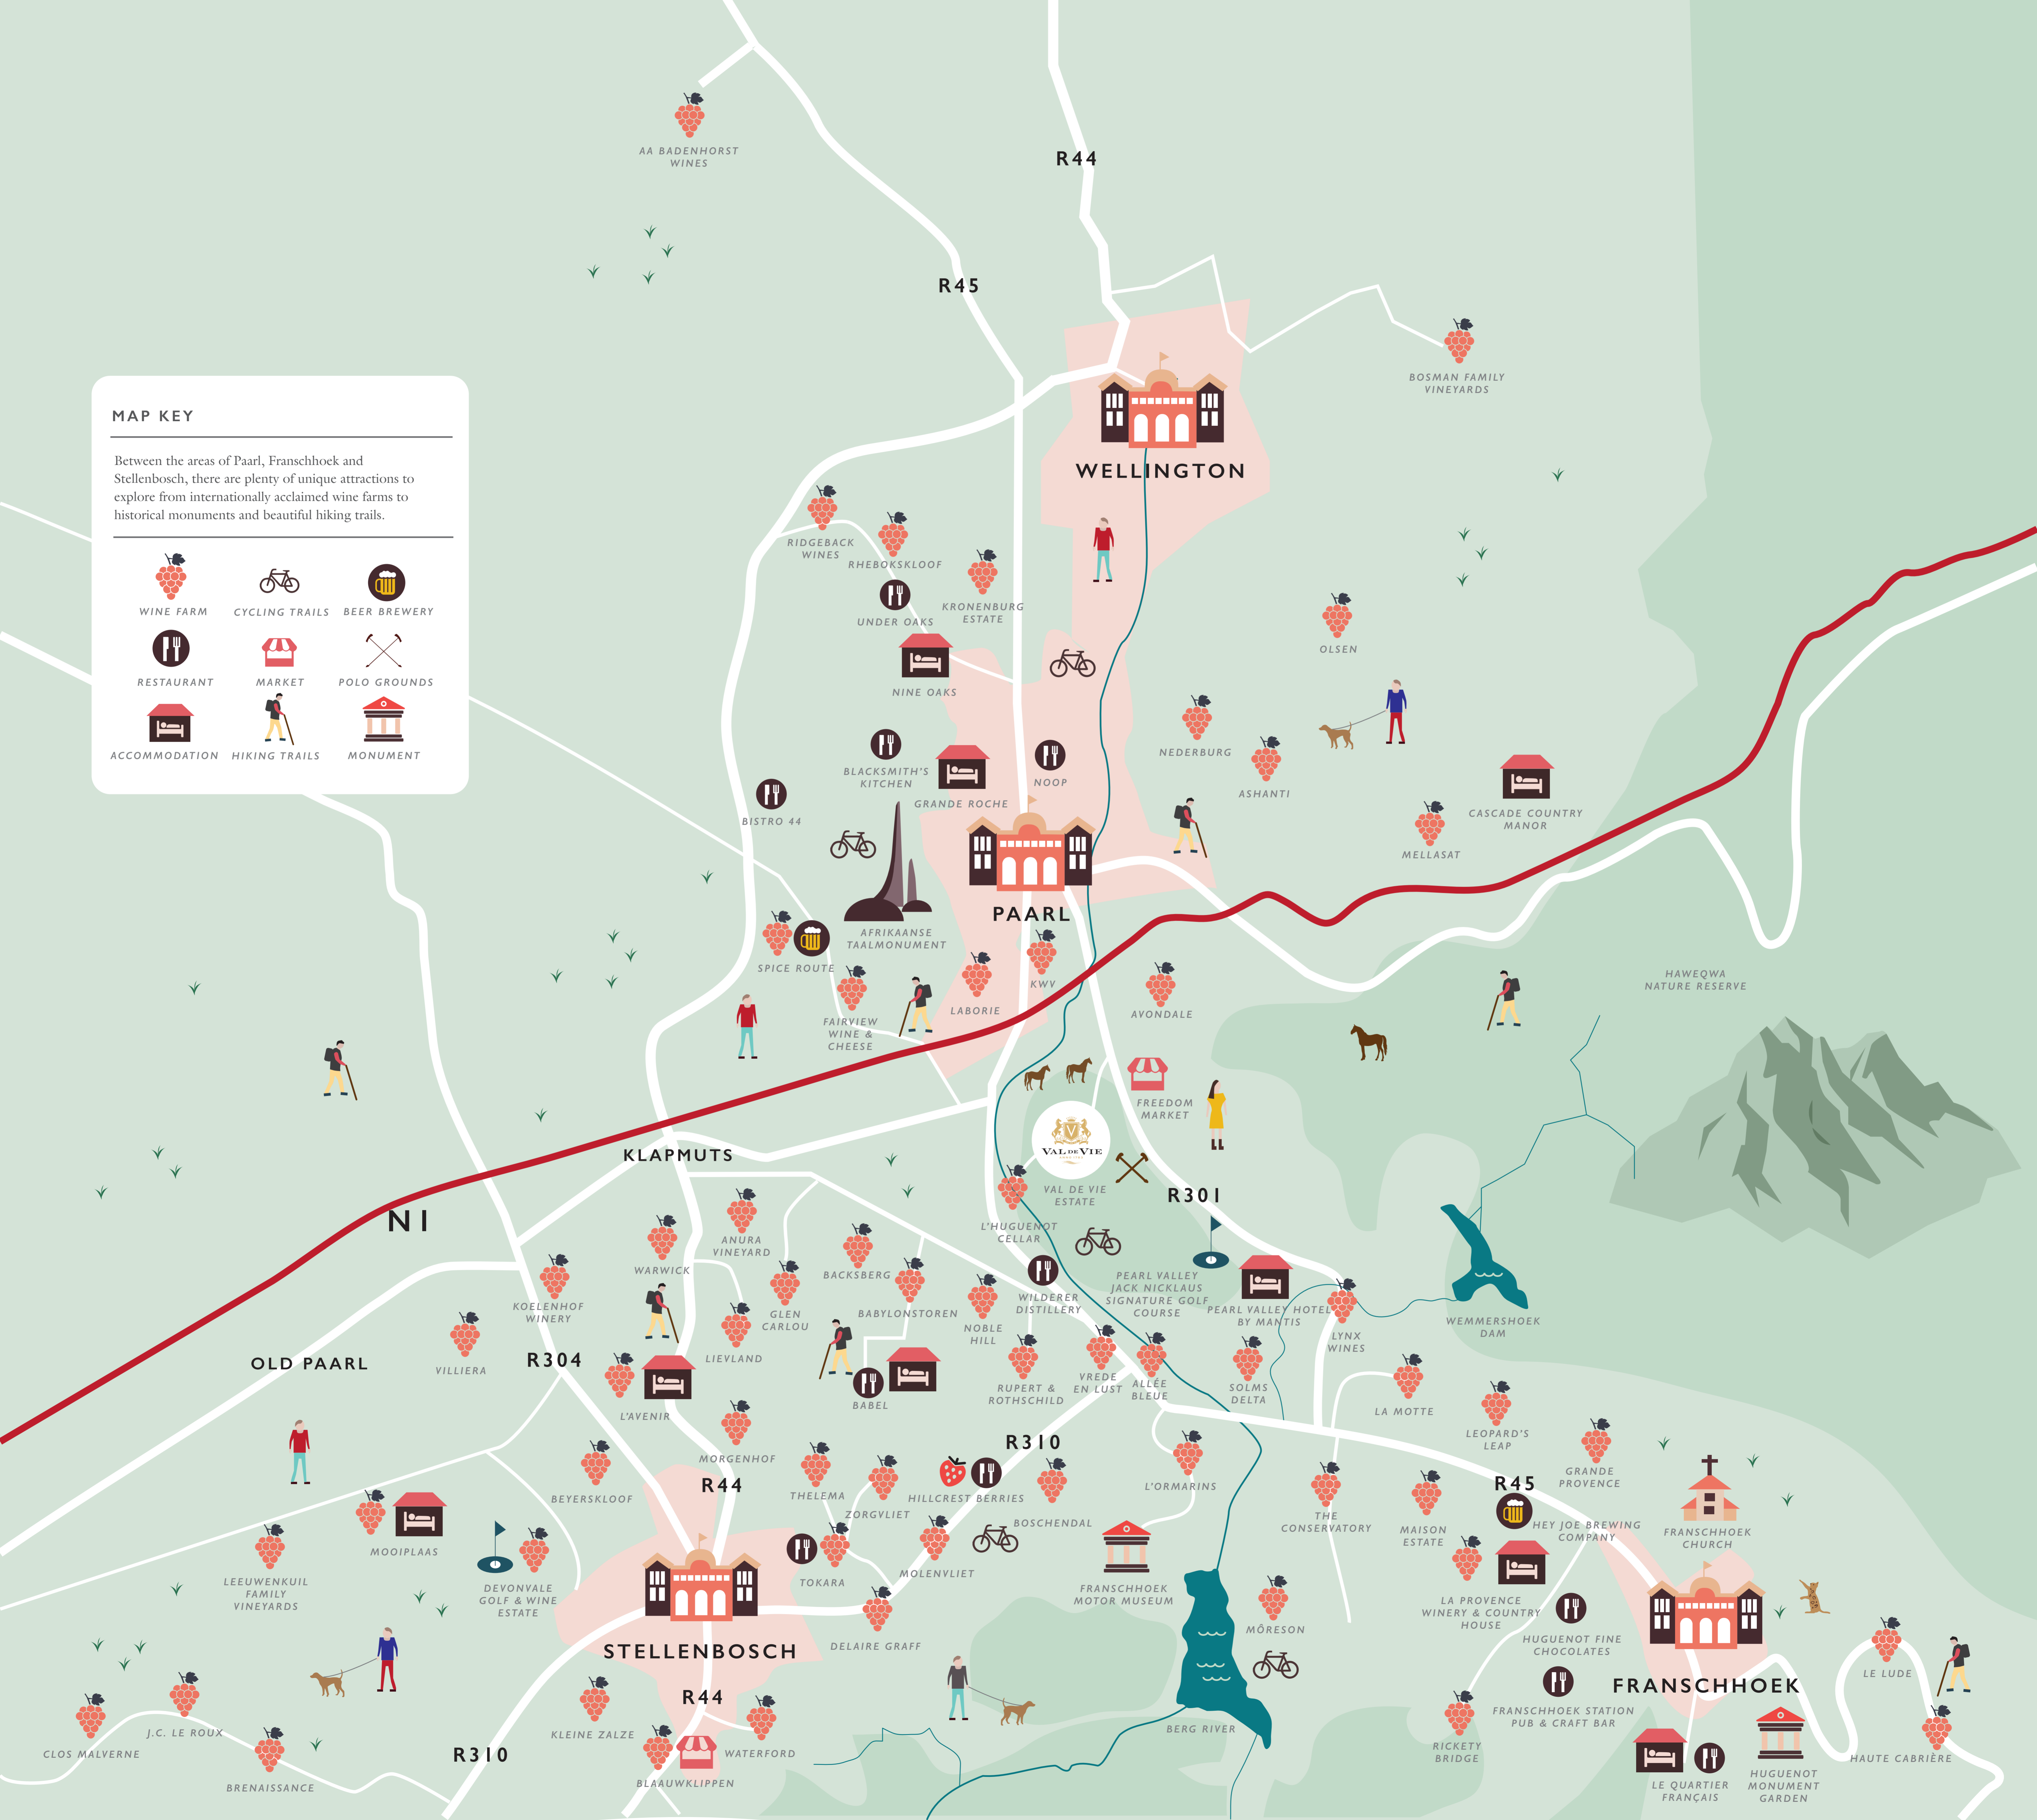 AA BADENHORST
WINES
R44
R45
BOSMAN FAMILY
VINEYARDS
WELLINGTON
MAP KEY
Between the areas of Paarl, Franschhoek and
Stellenbosch, there are plenty of unique attractions to
explore from internationally acclaimed wine farms to
historical monuments and beautiful hiking trails.
WINE FARM
CYCLING TRAILS
BEER BREWERY
RESTAURANT
MARKET
POLO GROUNDS
ACCOMMODATION
HIKING TRAILS
MONUMENT
RIDGEBACK
WINES
RHEBOKSKLOOF
KRONENBURG
ESTATE
UNDER OAKS
NINE OAKS
OLSEN
NEDERBURG
ASHANTI
BLACKSMITH'S
KITCHEN
GRANDE ROCHE
NOOP
BISTRO 44
CASCADE COUNTRY
MANOR
MELLASAT
PAARL
AFRIKAANSE
TAALMONUMENT
SPICE ROUTE
FAIRVIEW
WINE &
CHEESE
LABORIE
KWV
AVONDALE
HAWEQWA
NATURE RESERVE
FREEDOM
MARKET
V
VAL DE VIE
VAL DE VIE
ESTATE
KLAPMUTS
R301
N1
L'HUGUENOT
CELLAR
ANURA
VINEYARD
WARWICK
BACKSBERG
GLEN
CARLOU
BABYLONSTOREN
NOBLE
HILL
WILDERER
DISTILLERY
PEARL VALLEY
JACK NICKLAUS
SIGNATURE GOLF
COURSE
PEARL VALLEY HOTEL
BY MANTIS
LYNX
WINES
WEMMERSHOEK
DAM
KOELENHOF
WINERY
VILLIERA
OLD PAARL
R304
LIEVLAND
L'AVENIR
BABEL
RUPERT &
ROTHSCHILD
VREDE
EN LUST
ALLÉE
BLEUE
SOLMS
DELTA
LA MOTTE
LEOPARD'S
LEAP
GRANDE
PROVENCE
R310
MORGENHOF
R44
BEYERSKLOOF
THELEMA
ZORGVLIET
HILLCREST BERRIES
BOSCHENDAL
L'ORMARINS
THE
CONSERVATORY
MAISON
ESTATE
R45
HEY JOE BREWING
COMPANY
FRANSCHHOEK
CHURCH
MOOIPLAAS
LEEUWENKUIL
FAMILY
VINEYARDS
DEVONVALE
GOLF & WINE
ESTATE
TOKARA
MOLENVLIET
FRANSCHHOEK
MOTOR MUSEUM
LA PROVENCE
WINERY & COUNTRY
HOUSE
HUGUENOT FINE
CHOCOLATES
STELLENBOSCH
DELAIRE GRAFF
MÔRESON
FRANSCHHOEK
LE LUDE
FRANSCHHOEK STATION
PUB & CRAFT BAR
BERG RIVER
RICKETY
BRIDGE
R44
KLEINE ZALZE
WATERFORD
BLAAUWKLIPPEN
J.C. LE ROUX
CLOS MALVERNE
BRENAISSANCE
R310
LE QUARTIER
FRANÇAIS
HUGUENOT
MONUMENT
GARDEN
HAUTE CABRIÈRE